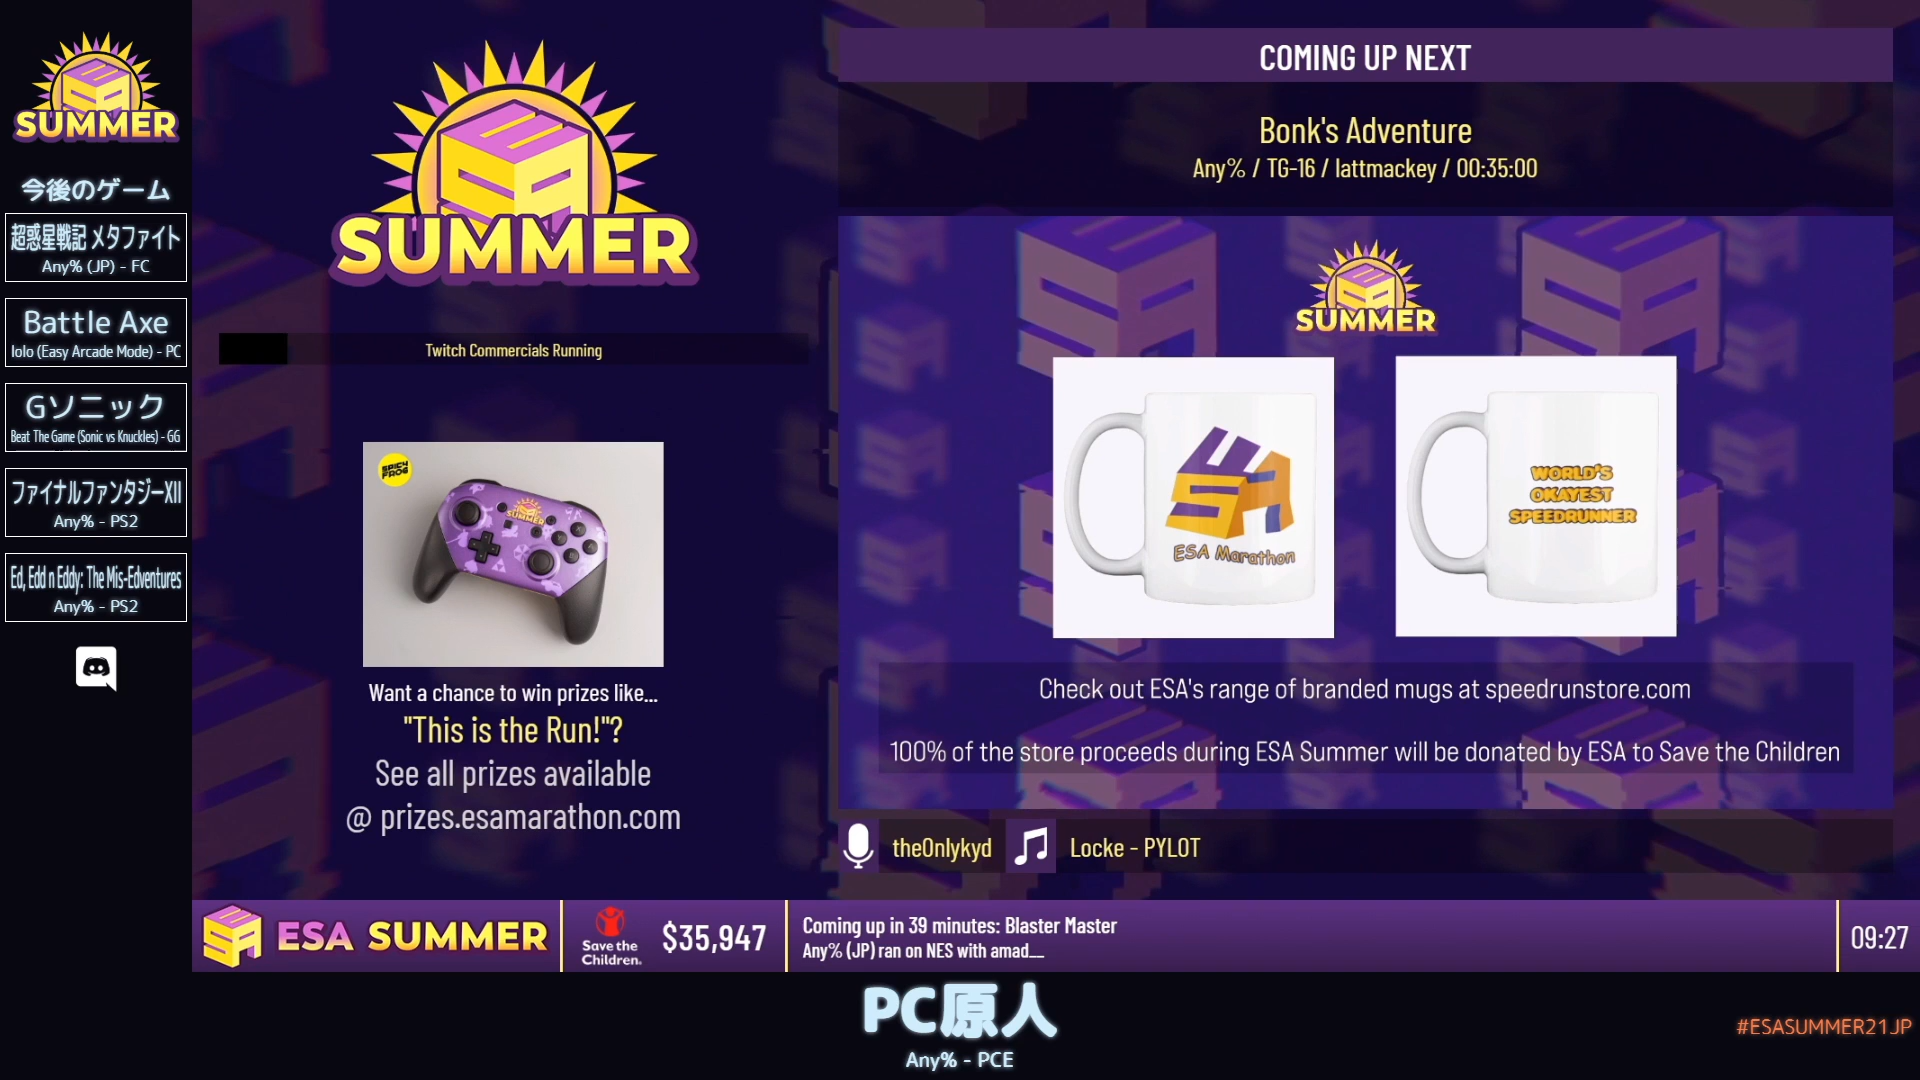 SUMMER
今後のゲーム
超惑星戦記 メタファイト
Any% (JP) - FC
Battle Axe
lolo (Easy Arcade Mode) - PC
Gソニック
Beat The Game (Sonic vs Knuckles) - GG
ファイナルファンタジーXII
Any% - PS2
Ed, Edd n Eddy: The Mis-Edventures
Any% - PS2
SUMMER
Twitch Commercials Running
SPICY
FROG
SUMMER
Want a chance to win prizes like...
"This is the Run!"?
See all prizes available
@ prizes.esamarathon.com
COMING UP NEXT
Bonk's Adventure
Any% / TG-16 / lattmackey / 00:35:00
SUMMER
ESA Marathon
WORLD'S
OKAYEST
SPEEDRUNNER
Check out ESA's range of branded mugs at speedrunstore.com
100% of the store proceeds during ESA Summer will be donated by ESA to Save the Children
theOnlykyd
Locke - PYLOT
ESA SUMMER
Save the
Children.
$35,947
Coming up in 39 minutes: Blaster Master
Any% (JP) ran on NES with amad__
09:27
PC原人
Any% - PCE
#ESASUMMER21JP